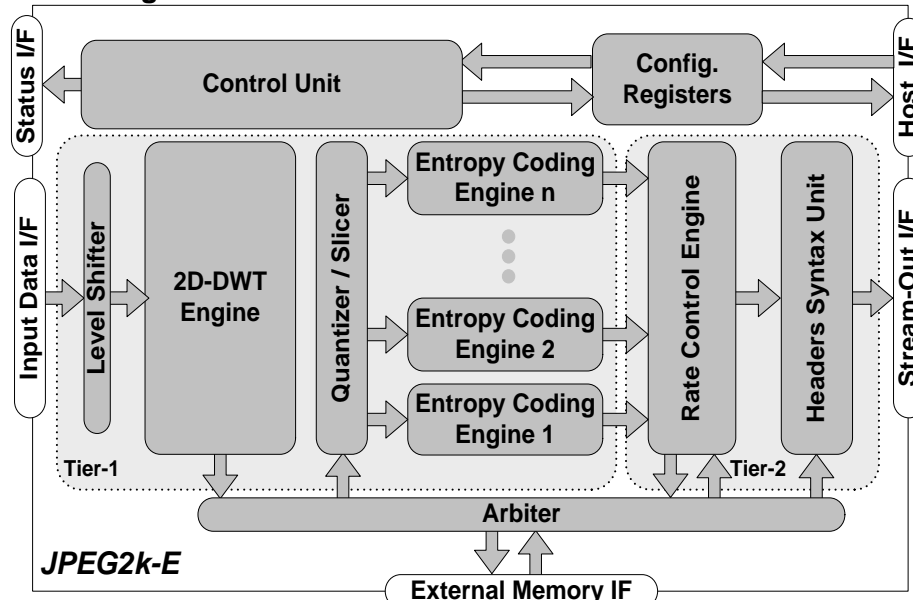 Status I/F
Control Unit
Config.
Registers
Host I/F
Input Data I/F
Level Shifter
2D-DWT
Engine
Quantizer / Slicer
Entropy Coding
Engine n
Entropy Coding
Engine 2
Entropy Coding
Engine 1
Rate Control Engine
Headers Syntax Unit
Stream-Out I/F
Tier-1
Tier-2
Arbiter
JPEG2k-E
External Memory IF